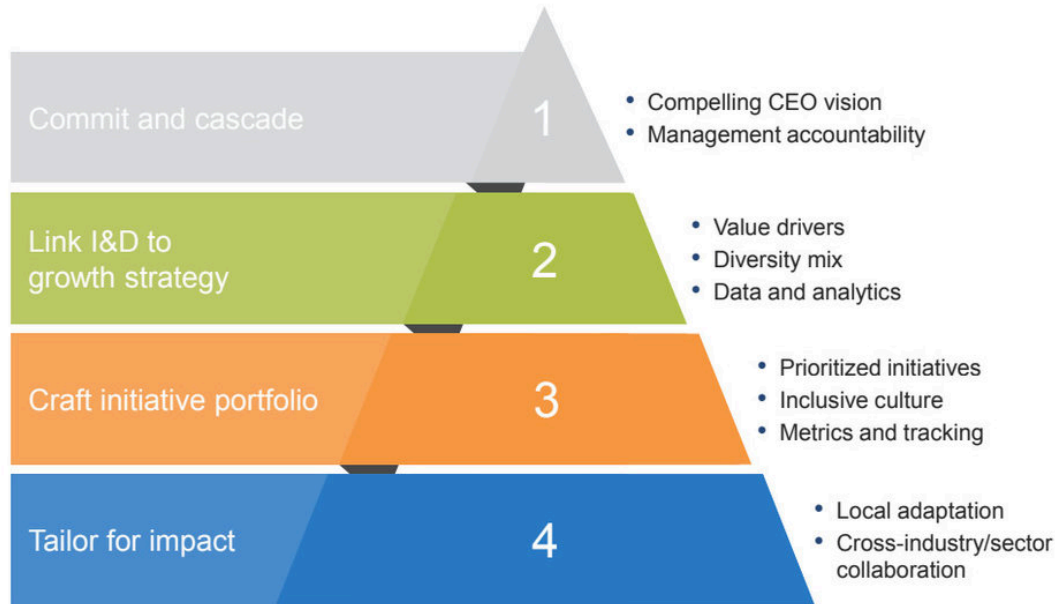 Commit and cascade
1
• Compelling CEO vision
• Management accountability
Link I&D to
growth strategy
2
• Value drivers
• Diversity mix
• Data and analytics
Craft initiative portfolio
3
• Prioritized initiatives
• Inclusive culture
• Metrics and tracking
Tailor for impact
4
• Local adaptation
• Cross-industry/sector
collaboration